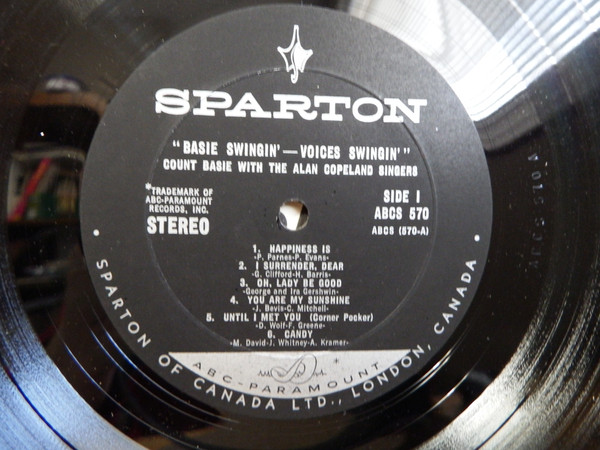 SPARTON
"BASIE SWINGIN' — VOICES SWINGIN'"
COUNT BASIE WITH THE ALAN COPELAND SINGERS
*TRADEMARK OF
ABC-PARAMOUNT
RECORDS, INC.
STEREO
SIDE 1
ABCS 570
ABCS (570-A)
1. HAPPINESS IS
-P. Parnes-P. Evans-
2. I SURRENDER, DEAR
-G. Clifford-H. Barris-
3. OH, LADY BE GOOD
-George and Ira Gershwin-
4. YOU ARE MY SUNSHINE
-J. Davis-C. Mitchell-
5. UNTIL I MET YOU (Corner Pocker)
-D. Wolf-F. Greene-
6. CANDY
-M. David-J. Whitney-A. Kramer-
ABC-PARAMOUNT *
• SPARTON OF CANADA LTD., LONDON, CANADA •